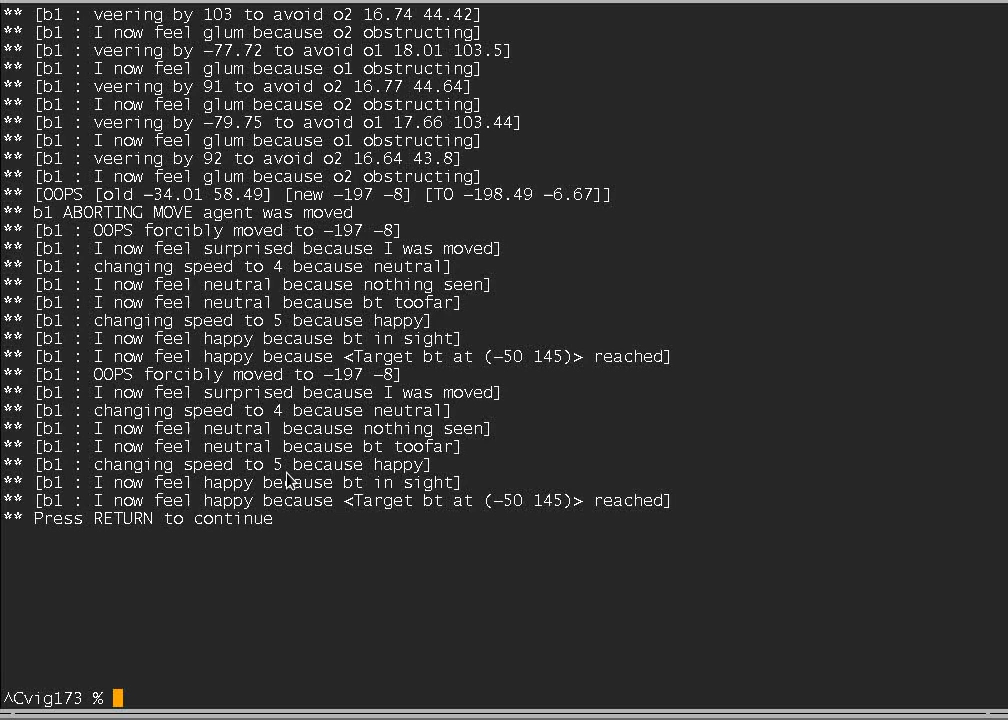 ** [b1 : veering by 103 to avoid o2 16.74 44.42]
** [b1 : I now feel glum because o2 obstructing]
** [b1 : veering by -77.72 to avoid o1 18.01 103.5]
** [b1 : I now feel glum because o1 obstructing]
** [b1 : veering by 91 to avoid o2 16.77 44.64]
** [b1 : I now feel glum because o2 obstructing]
** [b1 : veering by -79.75 to avoid o1 17.66 103.44]
** [b1 : I now feel glum because o1 obstructing]
** [b1 : veering by 92 to avoid o2 16.64 43.8]
** [b1 : I now feel glum because o2 obstructing]
** [OOPS [old -34.01 58.49] [new -197 -8] [TO -198.49 -6.67]]
** b1 ABORTING MOVE agent was moved
** [b1 : OOPS forcibly moved to -197 -8]
** [b1 : I now feel surprised because I was moved]
** [b1 : changing speed to 4 because neutral]
** [b1 : I now feel neutral because nothing seen]
** [b1 : I now feel neutral because bt toofar]
** [b1 : changing speed to 5 because happy]
** [b1 : I now feel happy because bt in sight]
** [b1 : I now feel happy because <Target bt at (-50 145)> reached]
** [b1 : OOPS forcibly moved to -197 -8]
** [b1 : I now feel surprised because I was moved]
** [b1 : changing speed to 4 because neutral]
** [b1 : I now feel neutral because nothing seen]
** [b1 : I now feel neutral because bt toofar]
** [b1 : changing speed to 5 because happy]
** [b1 : I now feel happy because bt in sight]
** [b1 : I now feel happy because <Target bt at (-50 145)> reached]
** Press RETURN to continue
^Cvig173 %